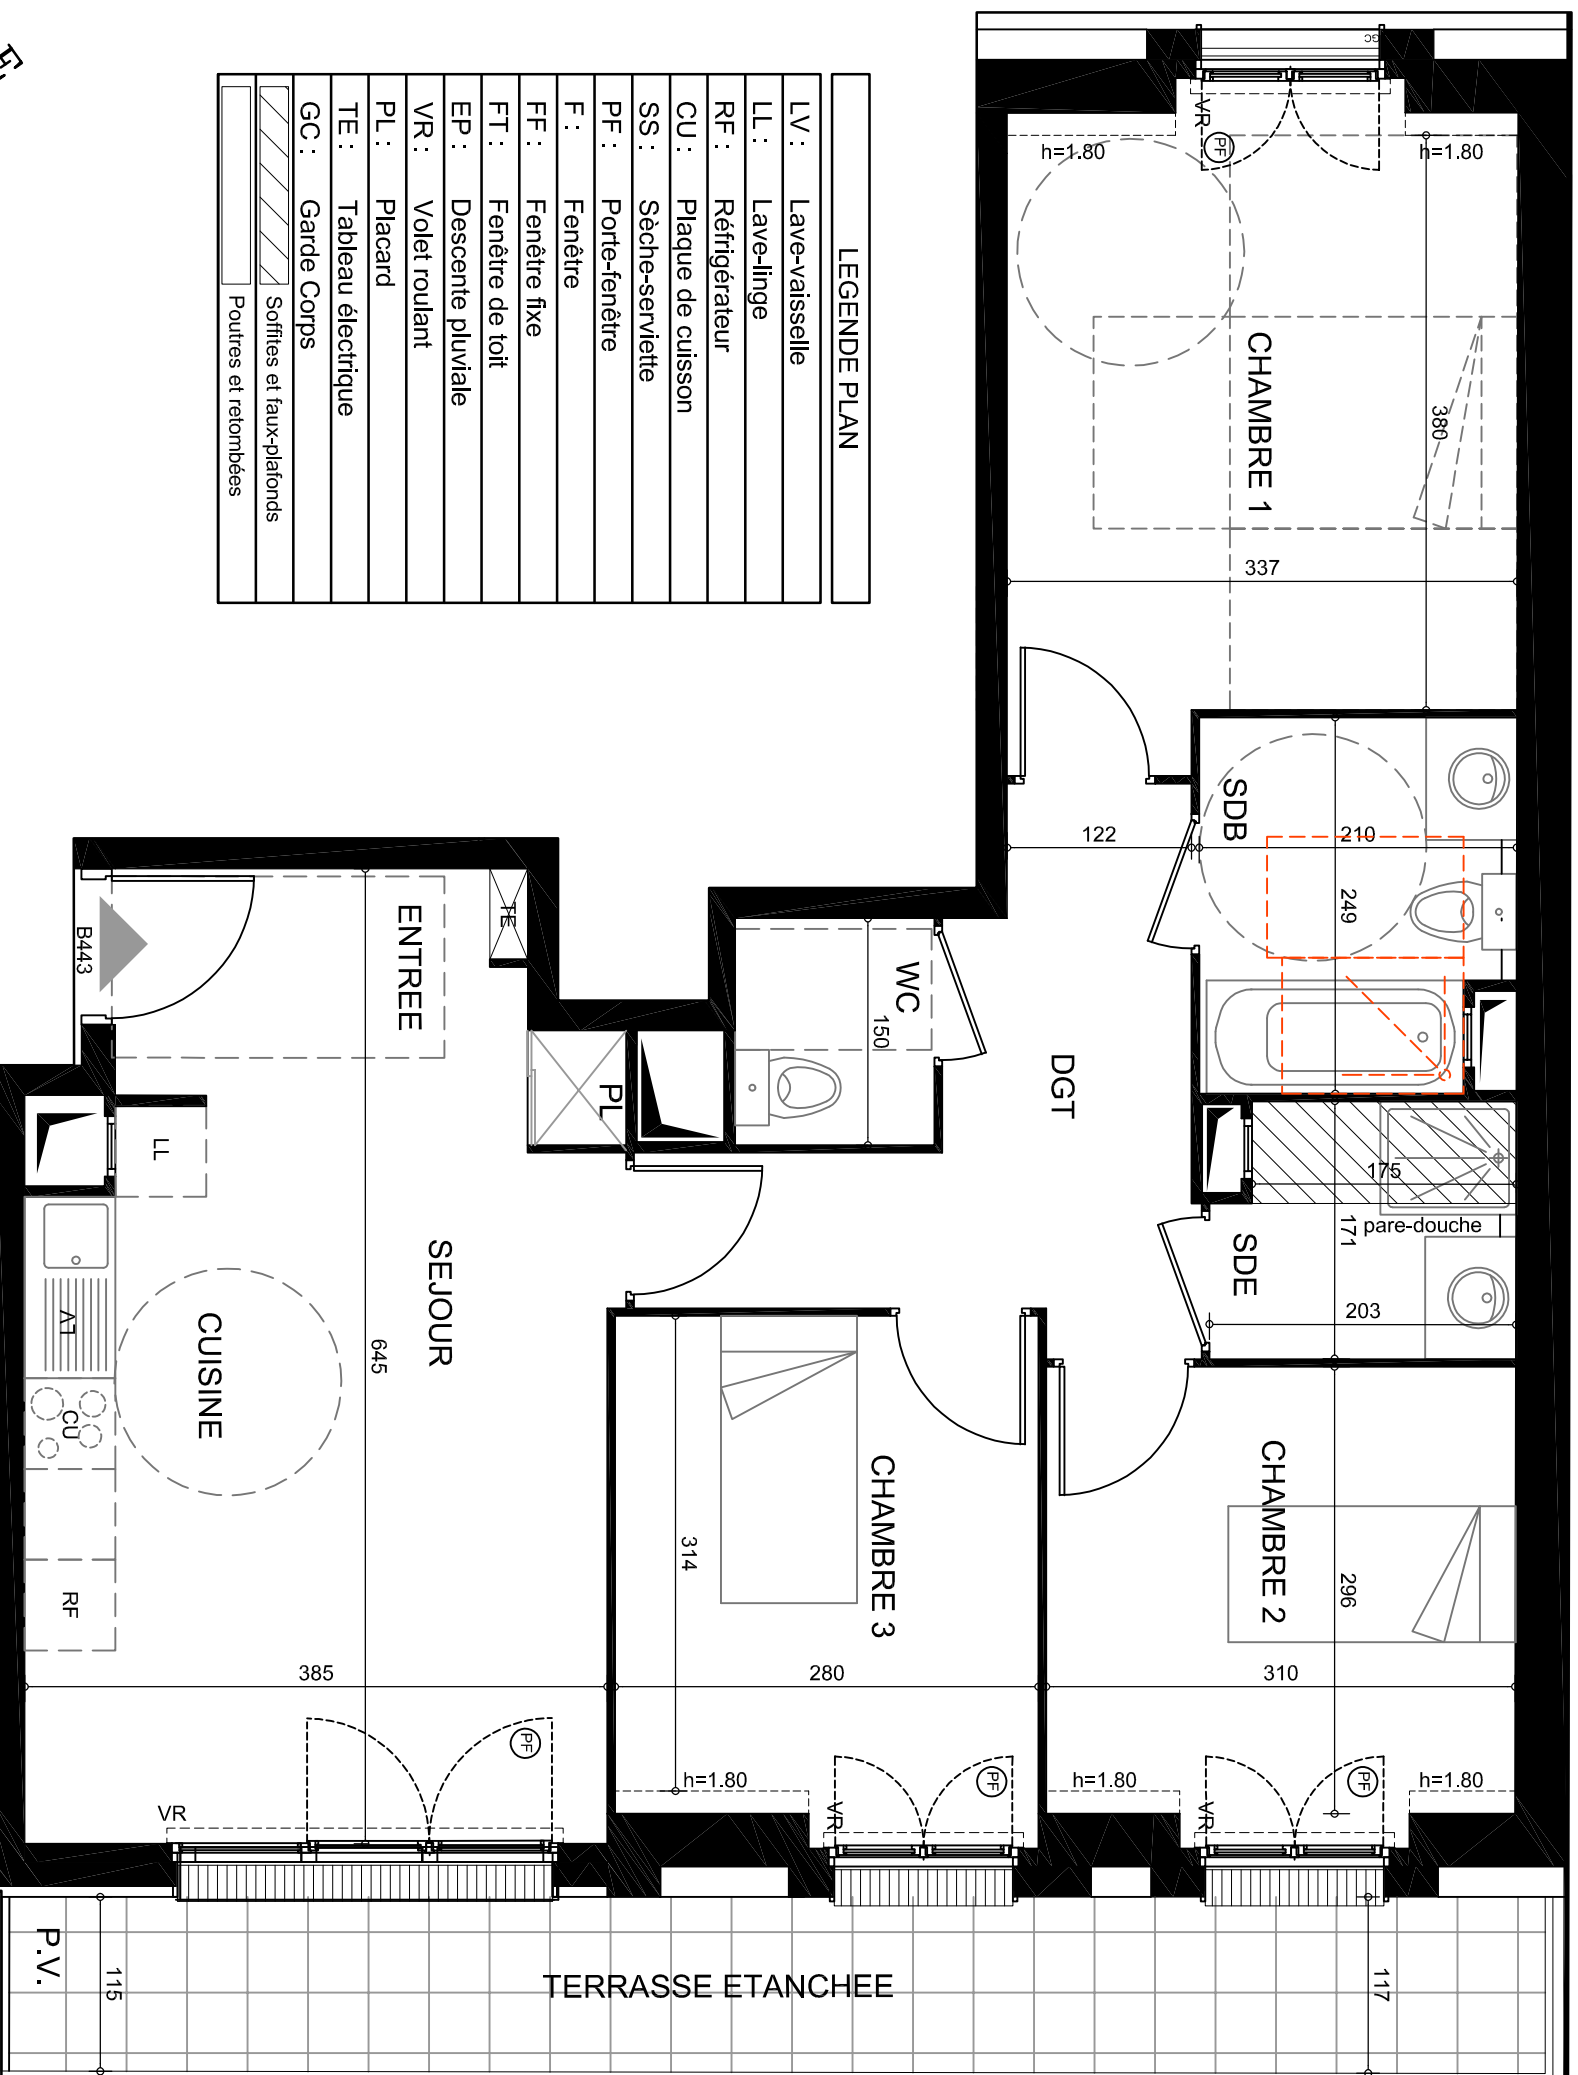 LEGENDE PLAN
LV : Lave-vaisselle
LL : Lave-linge
RF : Réfrigérateur
CU : Plaque de cuisson
SS : Sèche-serviette
PF : Porte-fenêtre
F : Fenêtre
FF : Fenêtre fixe
FT : Fenêtre de toit
EP : Descente pluviale
VR : Volet roulant
PL : Placard
TE : Tableau électrique
GC : Garde Corps
Soffites et faux-plafonds
Poutres et retombées
GC
VR
PF
h=1.80
h=1.80
CHAMBRE 1
380
337
SDB
210
249
122
WC
150
DGT
175
pare-douche
171
SDE
203
TE
ENTREE
B443
PL
LL
SEJOUR
CUISINE
LV
CU
RF
645
385
PF
VR
CHAMBRE 3
314
280
h=1.80
PF
VR
CHAMBRE 2
296
310
h=1.80
h=1.80
PF
VR
TERRASSE ETANCHEE
P.V.
115
117